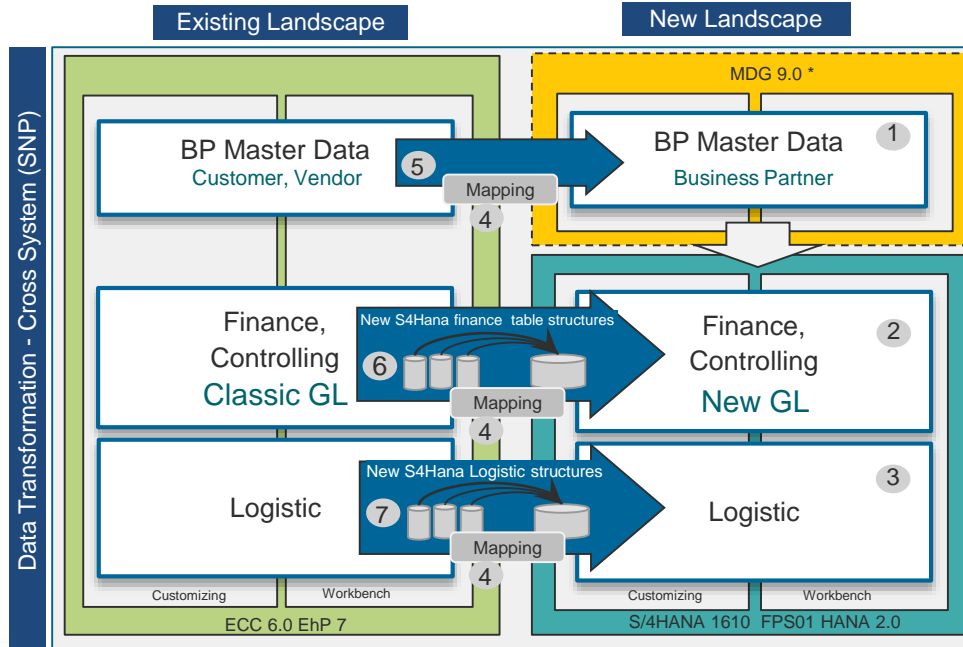 Existing Landscape
New Landscape
Data Transformation - Cross System (SNP)
MDG 9.0 *
BP Master Data
Customer, Vendor
5
Mapping
4
BP Master Data
Business Partner
1
Finance,
Controlling
Classic GL
New S4Hana finance table structures
6
Mapping
4
Finance,
Controlling
New GL
2
Logistic
New S4Hana Logistic structures
7
Mapping
4
Logistic
3
Customizing
Workbench
Customizing
Workbench
ECC 6.0 EhP 7
S/4HANA 1610 FPS01 HANA 2.0